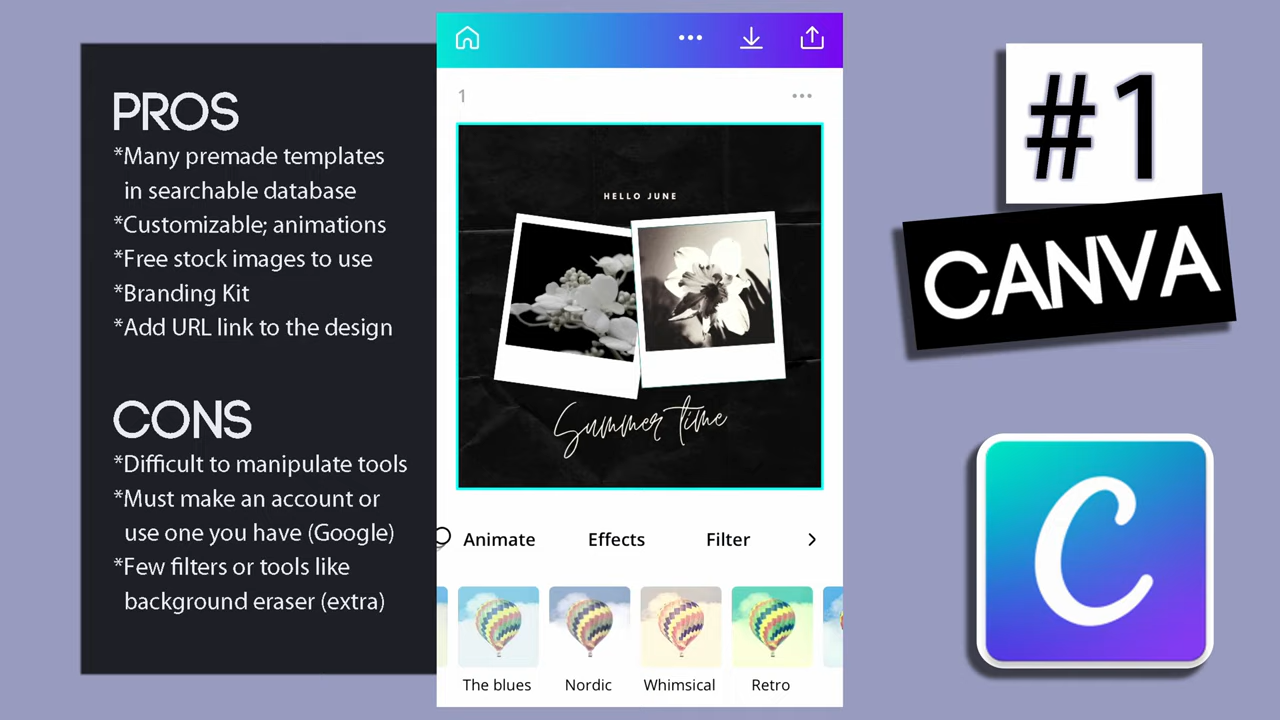 PROS
*Many premade templates
in searchable database
*Customizable; animations
*Free stock images to use
*Branding Kit
*Add URL link to the design
CONS
*Difficult to manipulate tools
*Must make an account or
use one you have (Google)
*Few filters or tools like
background eraser (extra)
1
HELLO JUNE
Summer time
Animate Effects Filter
The blues Nordic Whimsical Retro
#1
CANVA
C